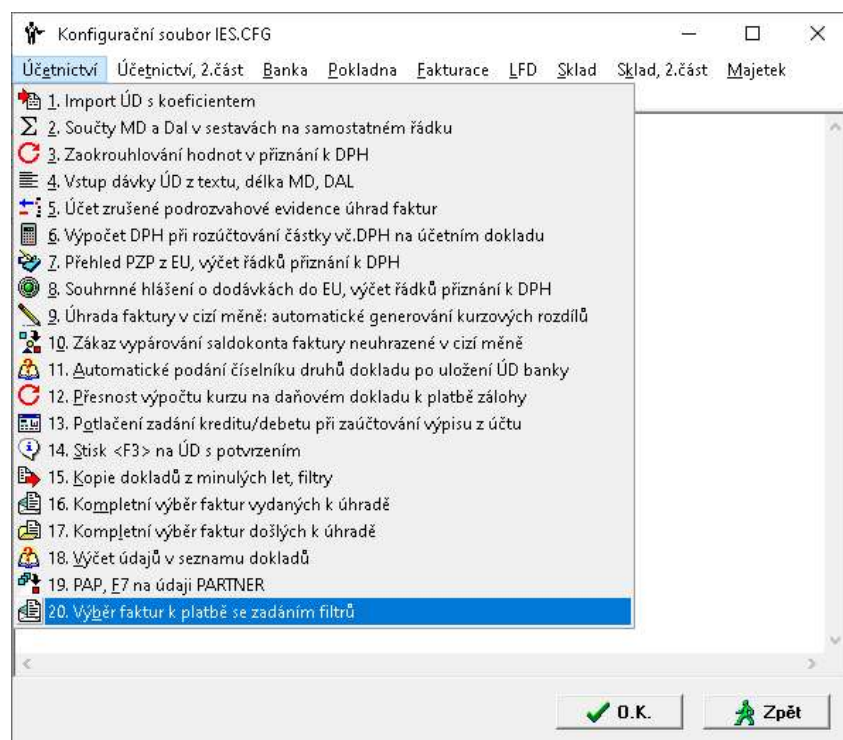 Konfigurační soubor IES.CFG
Účetnictví Účetnictví, 2.část Banka Pokladna Fakturace LFD Sklad Sklad, 2.část Majetek
1. Import ÚD s koeficientem
2. Součty MD a Dal v sestavách na samostatném řádku
3. Zaokrouhlování hodnot v přiznání k DPH
4. Vstup dávky ÚD z textu, délka MD, DAL
5. Účet zrušené podrozvahové evidence úhrad faktur
6. Výpočet DPH při rozúčtování částky vč.DPH na účetním dokladu
7. Přehled PZP z EU, výčet řádků přiznání k DPH
8. Souhrnné hlášení o dodávkách do EU, výčet řádků přiznání k DPH
9. Úhrada faktury v cizí měně: automatické generování kurzových rozdílů
10. Zákaz vypárování saldokonta faktury neuhrazené v cizí měně
11. Automatické podání číselníku druhů dokladu po uložení ÚD banky
12. Přesnost výpočtu kurzu na daňovém dokladu k platbě zálohy
13. Potlačení zadání kreditu/debetu při zaúčtování výpisu z účtu
14. Stisk <F3> na ÚD s potvrzením
15. Kopie dokladů z minulých let, filtry
16. Kompletní výběr faktur vydaných k úhradě
17. Kompletní výběr faktur došlých k úhradě
18. Výčet údajů v seznamu dokladů
19. PAP, F7 na údaji PARTNER
20. Výběr faktur k platbě se zadáním filtrů
O.K. Zpět